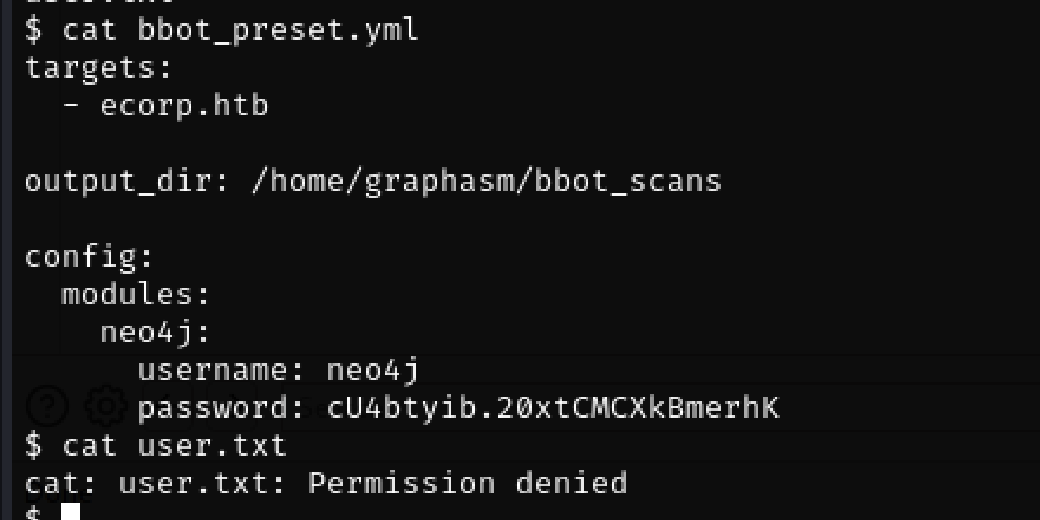 $ cat bbot_preset.yml
targets:
  - ecorp.htb

output_dir: /home/graphasm/bbot_scans

config:
  modules:
    neo4j:
      username: neo4j
      password: cU4btyib.20xtCMCXkBmerhK
$ cat user.txt
cat: user.txt: Permission denied
$